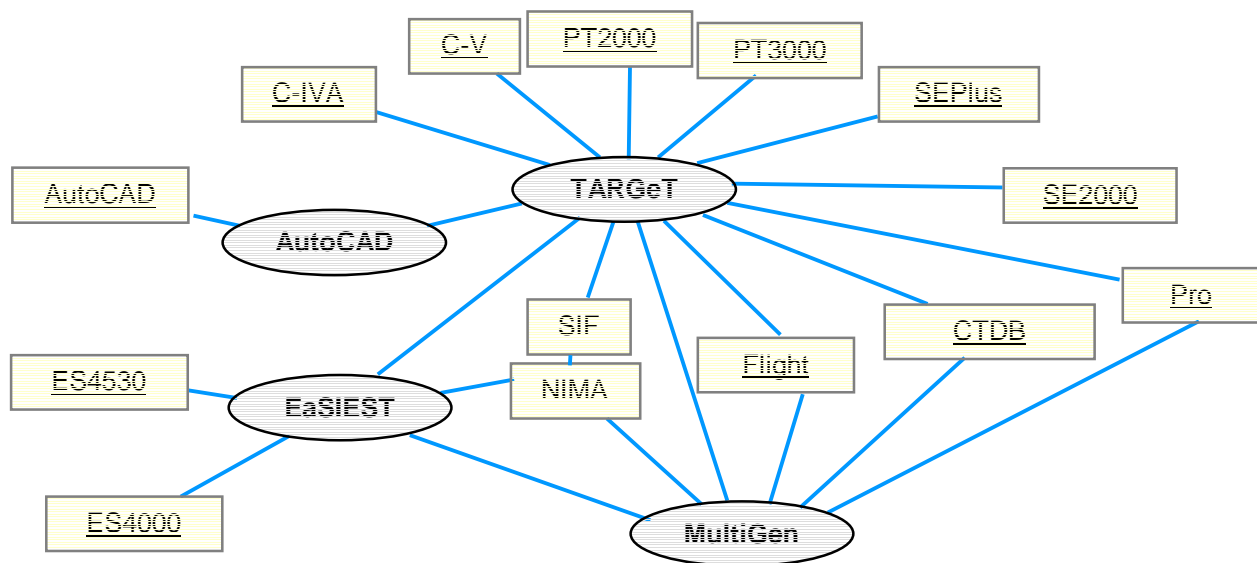 C-V
PT2000
PT3000
C-IVA
SEPlus
AutoCAD
TARGeT
SE2000
AutoCAD
Pro
SIF
CTDB
Flight
ES4530
NIMA
EaSIEST
ES4000
MultiGen